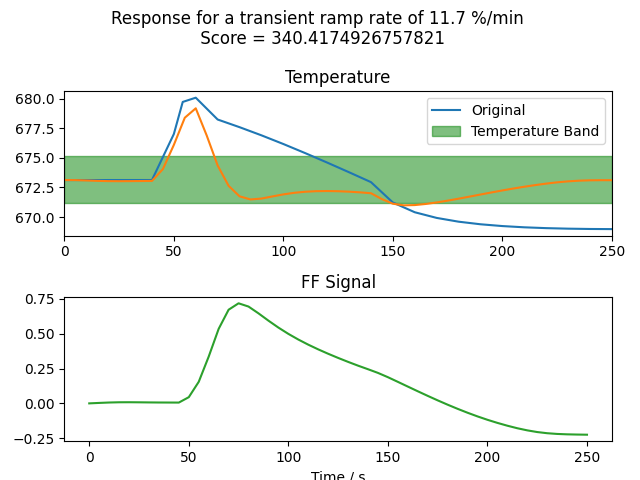 Response for a transient ramp rate of 11.7 %/min
Score = 340.4174926757821
Temperature
680.0
677.5
675.0
672.5
670.0
Original
Temperature Band
0 50 100 150 200 250
FF Signal
0.75
0.50
0.25
0.00
−0.25
0 50 100 150 200 250
Time / s